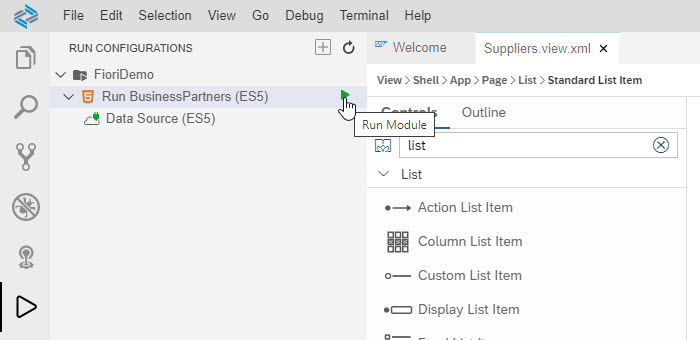 File Edit Selection View Go Debug Terminal Help
RUN CONFIGURATIONS
FioriDemo
Run BusinessPartners (ES5)
Data Source (ES5)
Run Module
Welcome
Suppliers.view.xml
View > Shell > App > Page > List > Standard List Item
Controls
Outline
list
List
Action List Item
Column List Item
Custom List Item
Display List Item